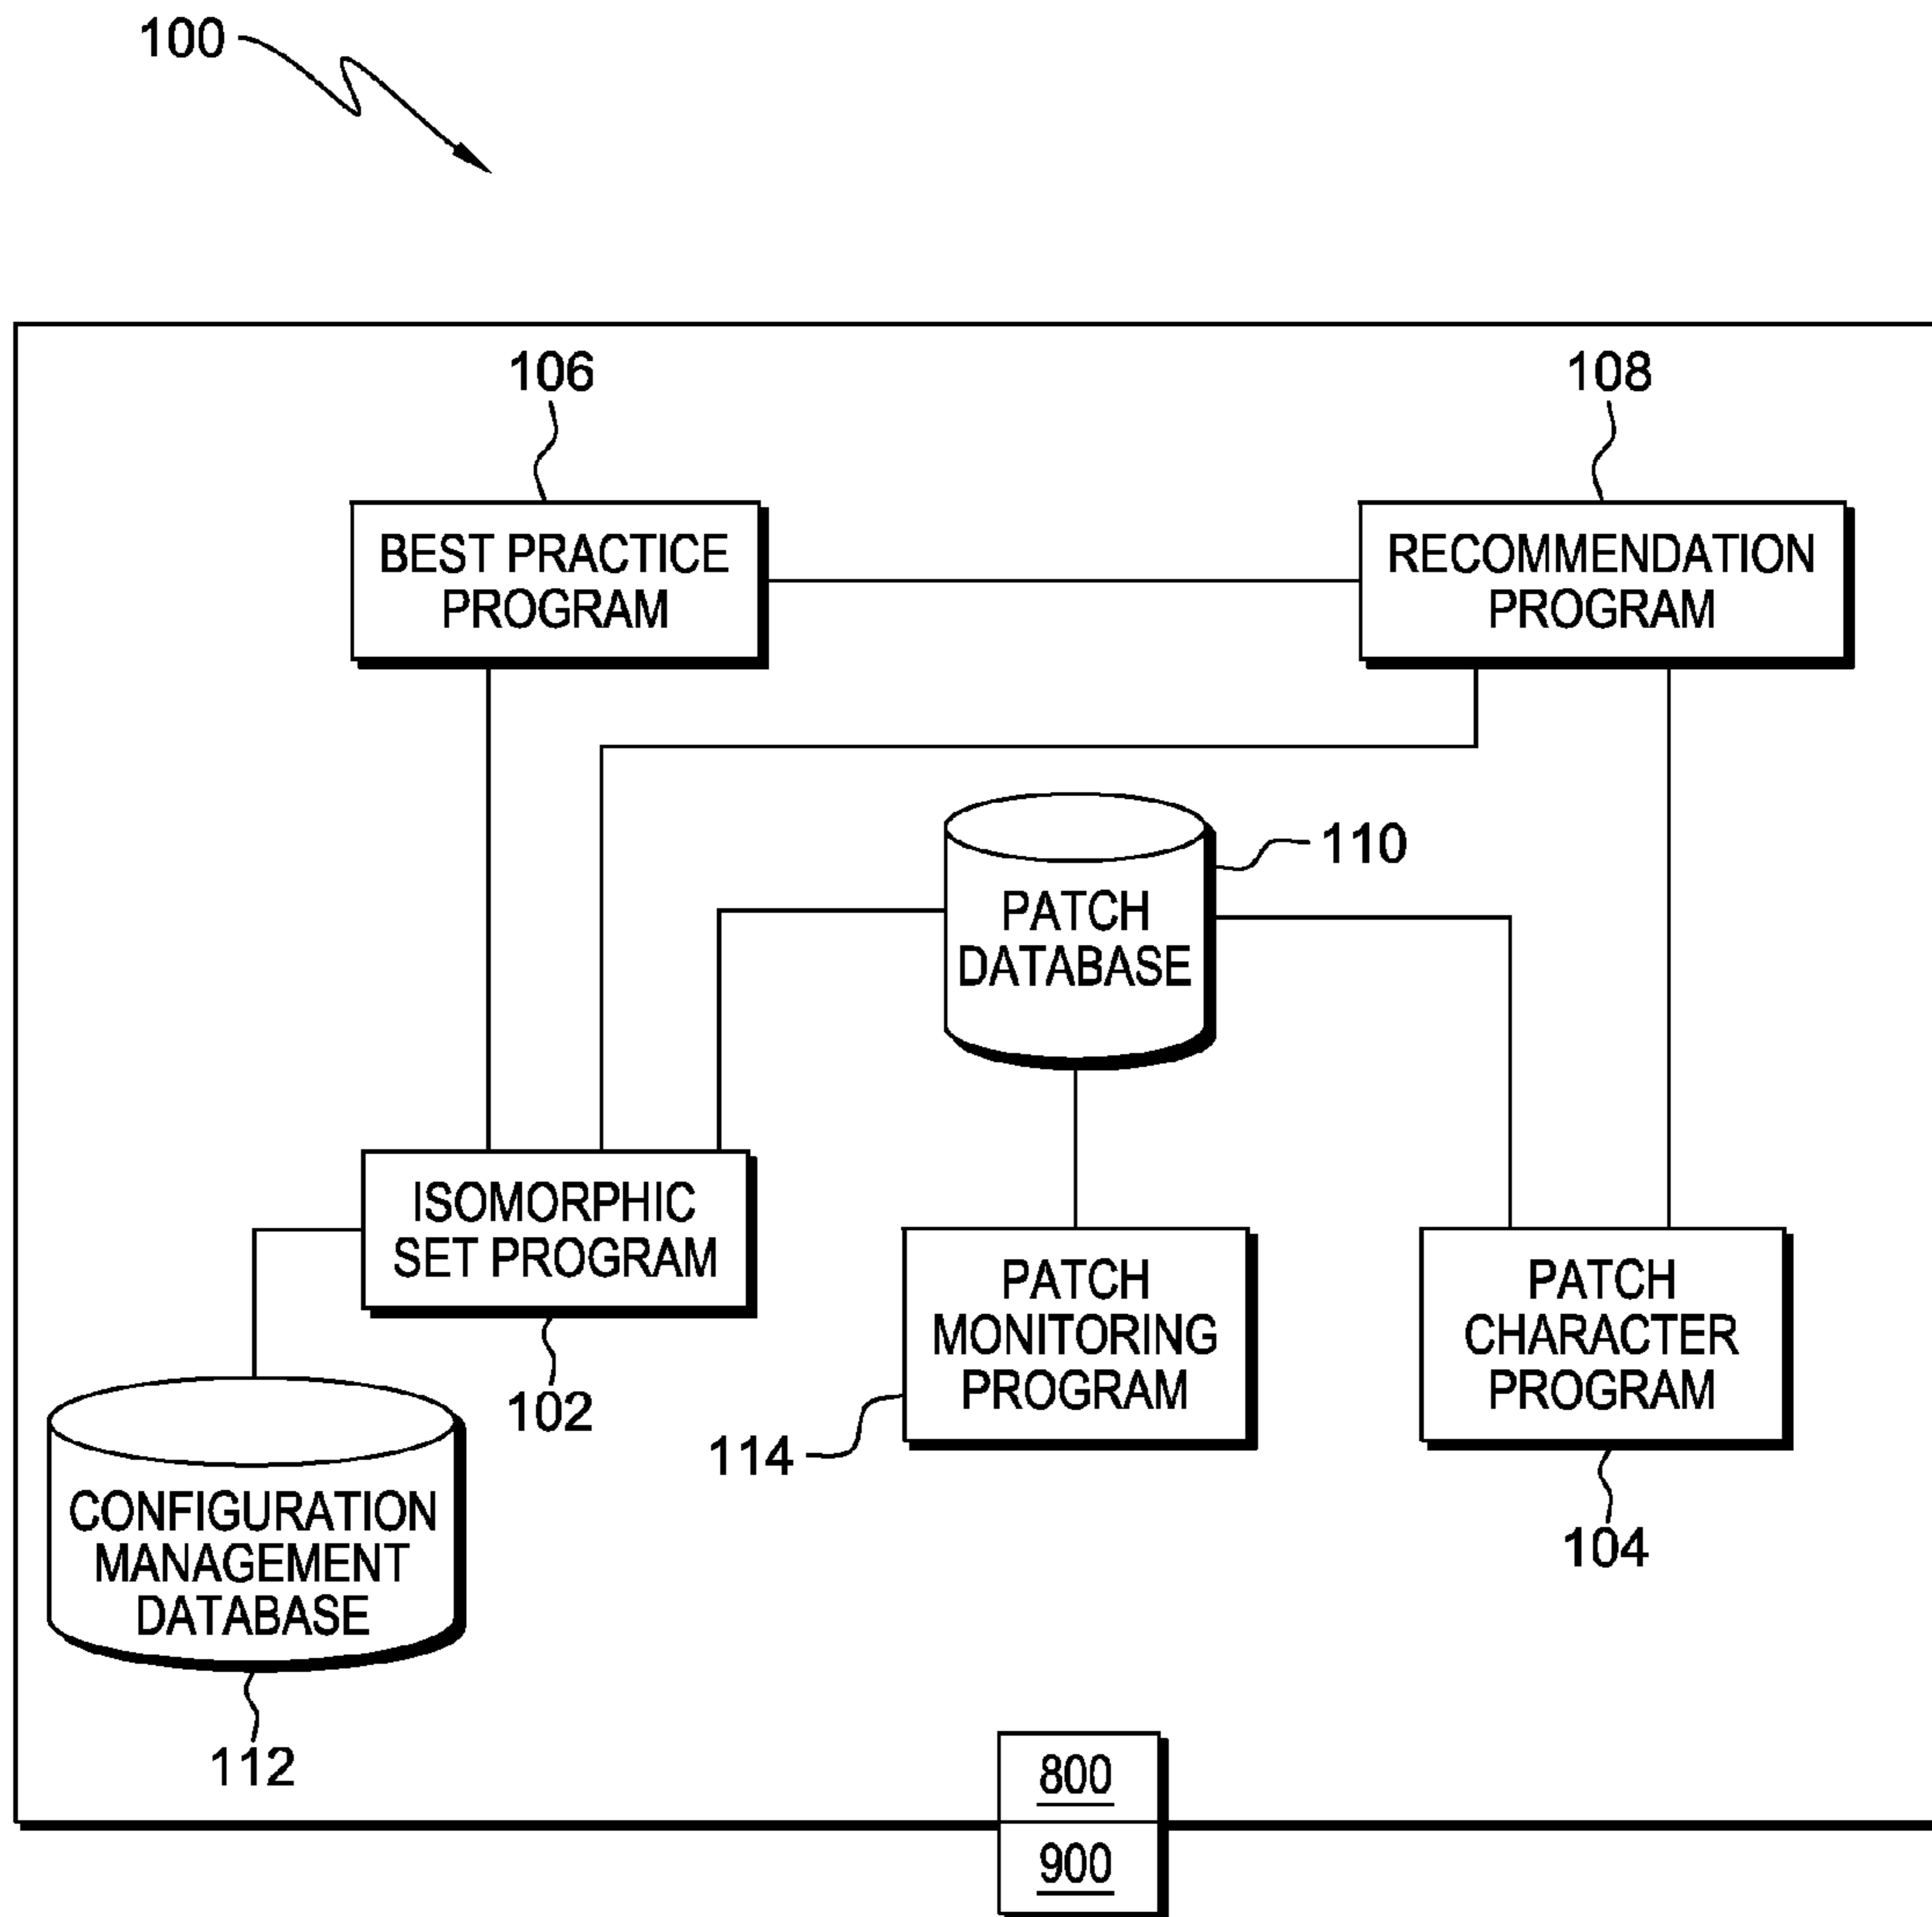 100
106
108
BEST PRACTICE
PROGRAM
RECOMMENDATION
PROGRAM
110
PATCH
DATABASE
ISOMORPHIC
SET PROGRAM
PATCH
MONITORING
PROGRAM
PATCH
CHARACTER
PROGRAM
102
114
104
CONFIGURATION
MANAGEMENT
DATABASE
112
800
900